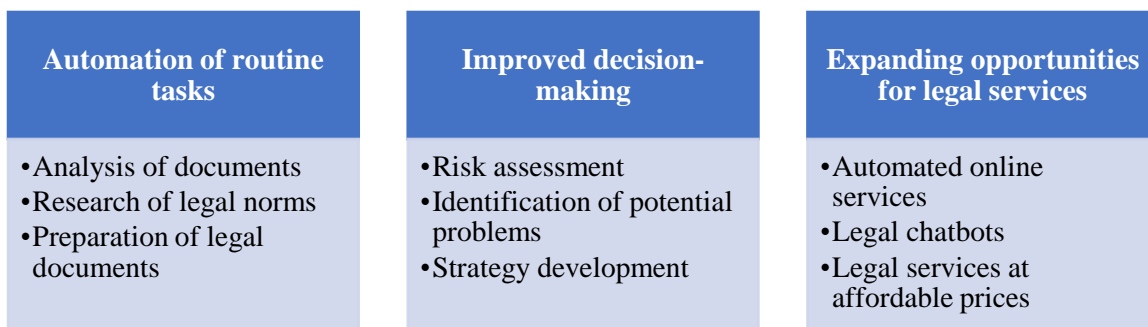 Automation of routine
tasks
•Analysis of documents
•Research of legal norms
•Preparation of legal
documents
Improved decision-
making
•Risk assessment
•Identification of potential
problems
•Strategy development
Expanding opportunities
for legal services
•Automated online
services
•Legal chatbots
•Legal services at
affordable prices